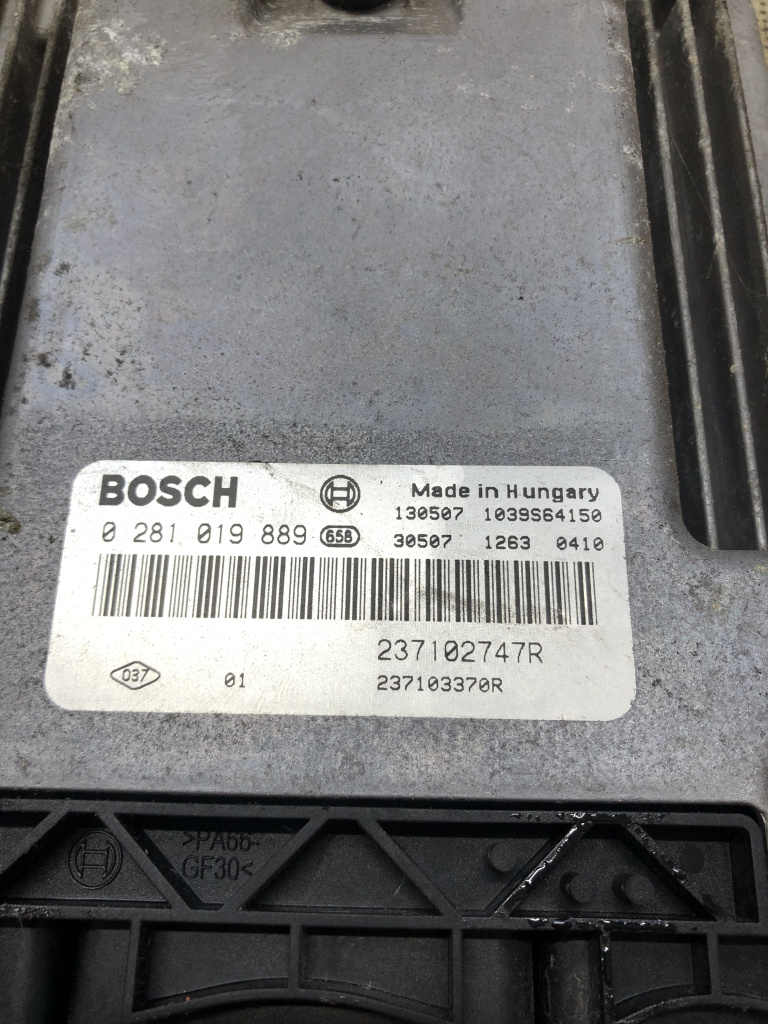 BOSCH Made in Hungary
130507 1039S64150
0 281 019 889 658 30507 1263 0410
237102747R
037 01 237103370R
>PA66-
GF30<